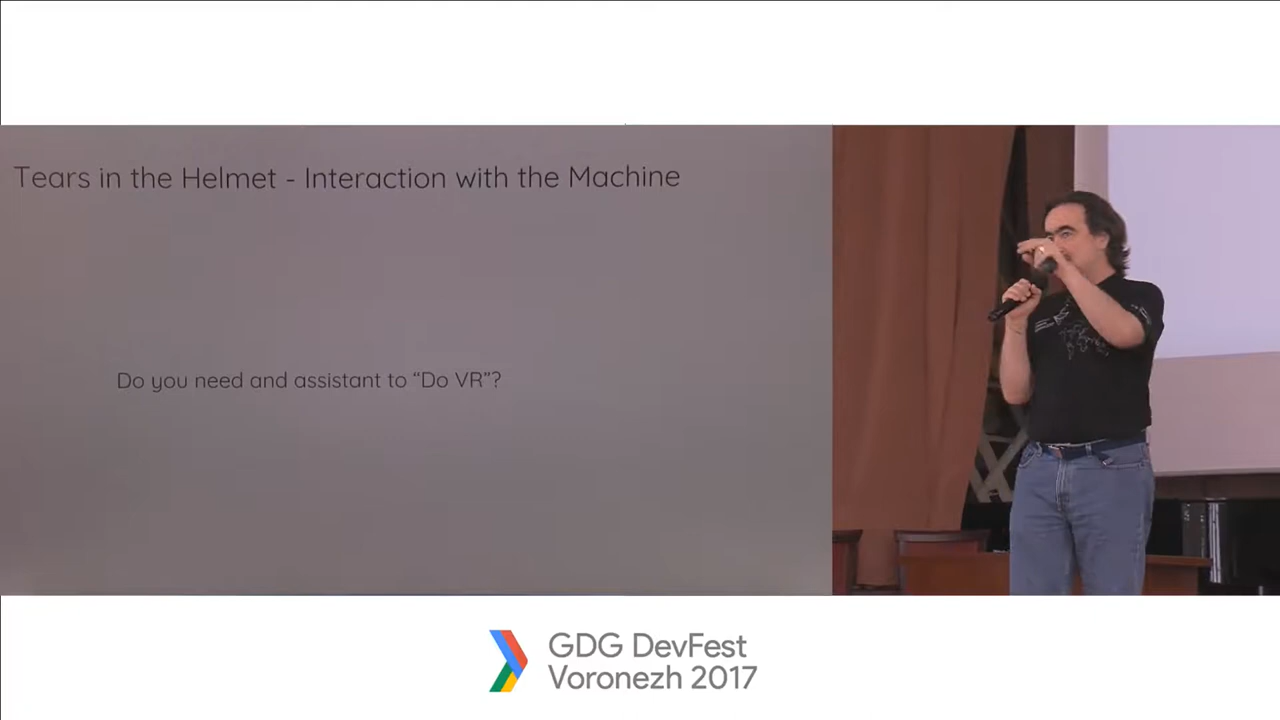 Tears in the Helmet - Interaction with the Machine
Do you need and assistant to “Do VR”?
GDG DevFest
Voronezh 2017